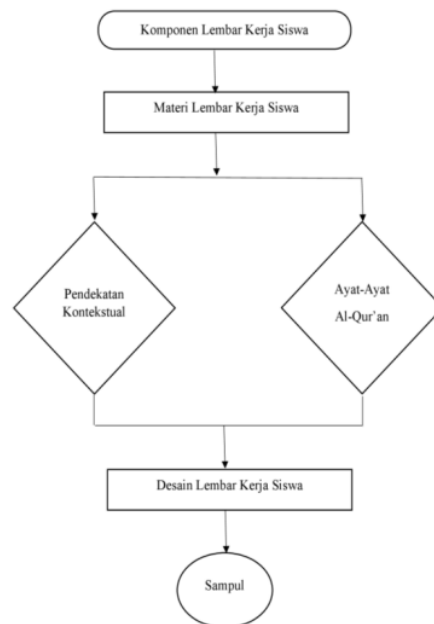 Komponen Lembar Kerja Siswa
Materi Lembar Kerja Siswa
Pendekatan
Kontekstual
Ayat-Ayat
Al-Qur'an
Desain Lembar Kerja Siswa
Sampul